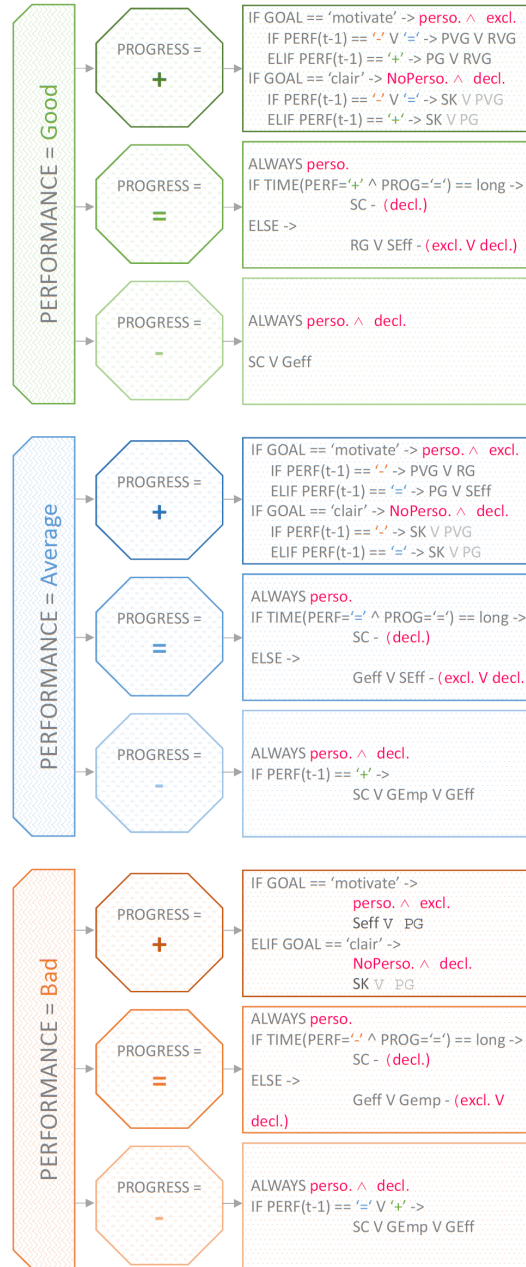 PERFORMANCE = Good
PROGRESS =
+
IF GOAL == ‘motivate’ -> perso. ∧ excl.
IF PERF(t-1) == ‘-’ V ‘=’ -> PVG V RVG
ELIF PERF(t-1) == ‘+’ -> PG V RVG
IF GOAL == ‘clair’ -> NoPerso. ∧ decl.
IF PERF(t-1) == ‘-’ V ‘=’ -> SK V PVG
ELIF PERF(t-1) == ‘+’ -> SK V PG
PROGRESS =
=
ALWAYS perso.
IF TIME(PERF=‘+’ ^ PROG=‘=‘) == long ->
SC - (decl.)
ELSE ->
RG V SEff - (excl. V decl.)
PROGRESS =
-
ALWAYS perso. ∧ decl.
SC V Geff
PERFORMANCE = Average
PROGRESS =
+
IF GOAL == ‘motivate’ -> perso. ∧ excl.
IF PERF(t-1) == ‘-’ -> PVG V RG
ELIF PERF(t-1) == ‘=’ -> PG V SEff
IF GOAL == ‘clair’ -> NoPerso. ∧ decl.
IF PERF(t-1) == ‘-’ -> SK V PVG
ELIF PERF(t-1) == ‘=’ -> SK V PG
PROGRESS =
=
ALWAYS perso.
IF TIME(PERF=‘=’ ^ PROG=‘=‘) == long ->
SC - (decl.)
ELSE ->
Geff V SEff - (excl. V decl.
PROGRESS =
-
ALWAYS perso. ∧ decl.
IF PERF(t-1) == ‘+’ ->
SC V GEmp V GEff
PERFORMANCE = Bad
PROGRESS =
+
IF GOAL == ‘motivate’ ->
perso. ∧ excl.
Seff V PG
ELIF GOAL == ‘clair’ ->
NoPerso. ∧ decl.
SK V PG
PROGRESS =
=
ALWAYS perso.
IF TIME(PERF=‘-’ ^ PROG=‘=‘) == long ->
SC - (decl.)
ELSE ->
Geff V Gemp - (excl. V
decl.)
PROGRESS =
-
ALWAYS perso. ∧ decl.
IF PERF(t-1) == ‘=’ V ‘+’ ->
SC V GEmp V GEff